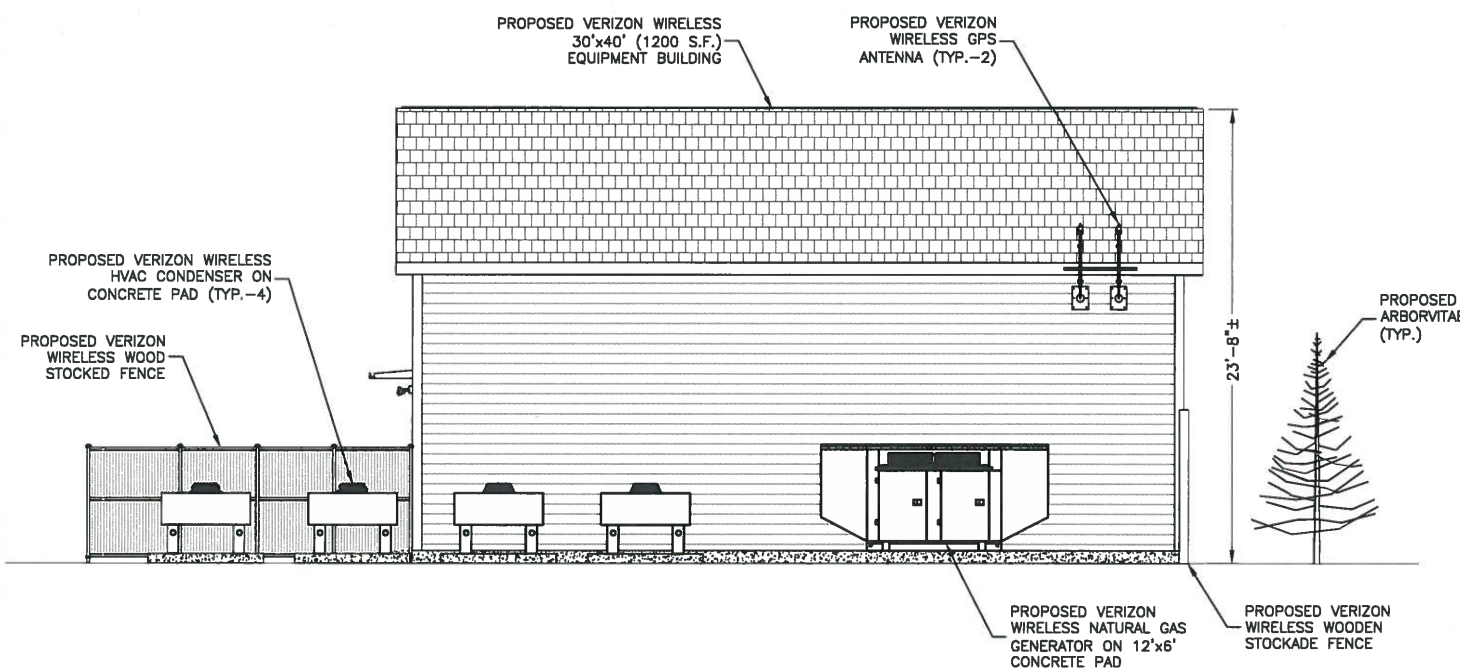 PROPOSED VERIZON WIRELESS
30'x40' (1200 S.F.)
EQUIPMENT BUILDING
PROPOSED VERIZON
WIRELESS GPS
ANTENNA (TYP.-2)
PROPOSED VERIZON WIRELESS
HVAC CONDENSER ON
CONCRETE PAD (TYP.-4)
PROPOSED VERIZON
WIRELESS WOOD
STOCKED FENCE
23'-8"±
PROPOSED
ARBORVITAE
(TYP.)
PROPOSED VERIZON
WIRELESS NATURAL GAS
GENERATOR ON 12'x6'
CONCRETE PAD
PROPOSED VERIZON
WIRELESS WOODEN
STOCKADE FENCE